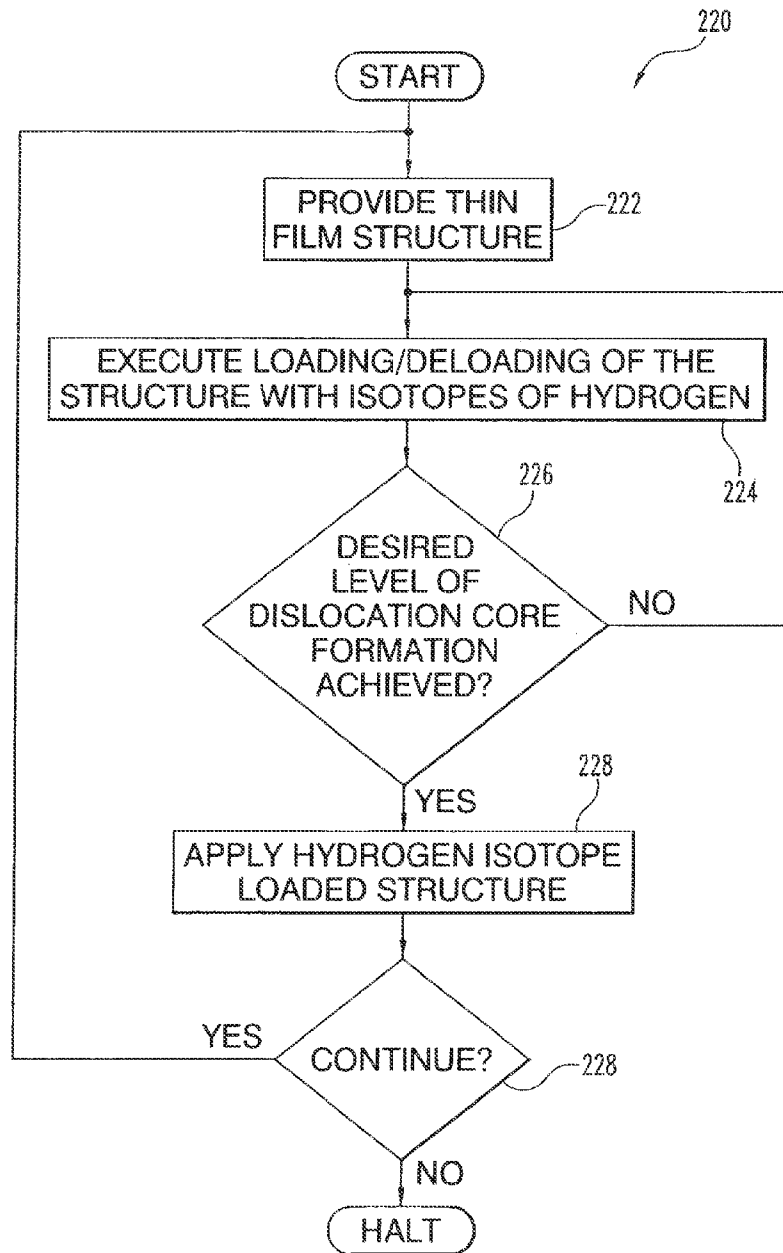 220
START
PROVIDE THIN
FILM STRUCTURE
222
EXECUTE LOADING/DELOADING OF THE
STRUCTURE WITH ISOTOPES OF HYDROGEN
224
226
DESIRED
LEVEL OF
DISLOCATION CORE
FORMATION
ACHIEVED?
NO
YES
228
APPLY HYDROGEN ISOTOPE
LOADED STRUCTURE
YES
CONTINUE?
228
NO
HALT